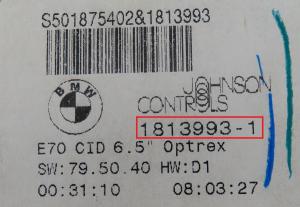 S501875402&1813993
BMW
JOHNSON
CONTROLS
1813993-1
E70 CID 6.5" Optrex
SW:79.50.40 HW:D1
00:31:10 08:03:27